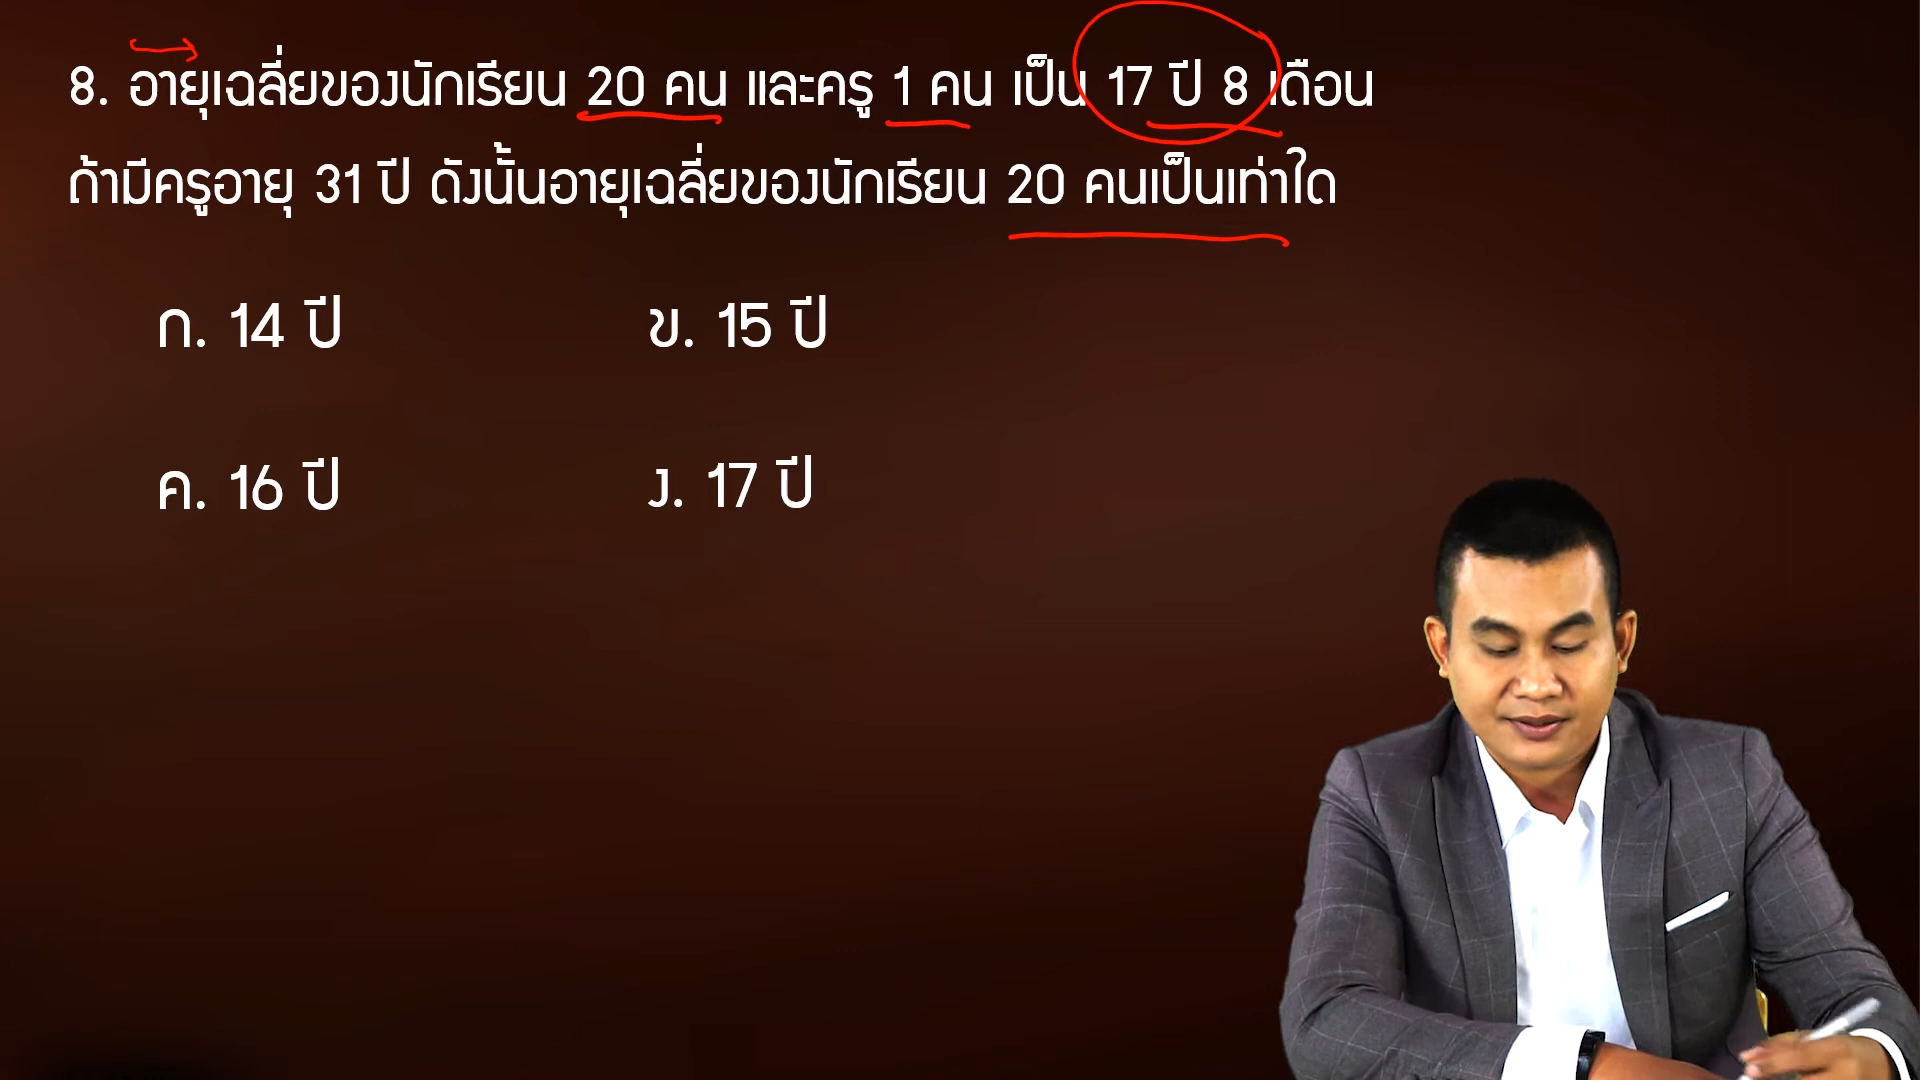 8. อายุเฉลี่ยของนักเรียน 20 คน และครู 1 คน เป็น 17 ปี 8 เดือน
ถ้ามีครูอายุ 31 ปี ดังนั้นอายุเฉลี่ยของนักเรียน 20 คนเป็นเท่าใด
ก. 14 ปี ข. 15 ปี
ค. 16 ปี ง. 17 ปี